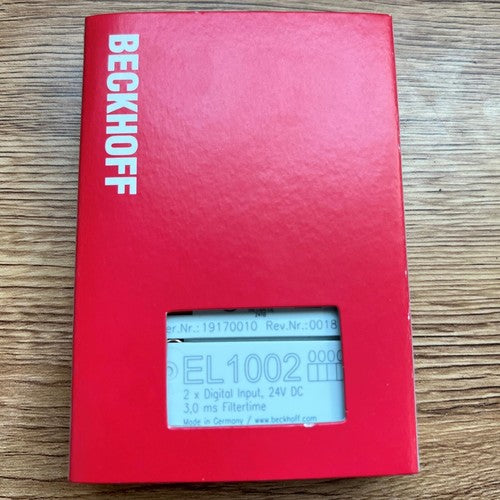 BECKHOFF
er.Nr.: 19170010 Rev.Nr.:0018
EL1002 0000
2 x Digital Input, 24V DC
3,0 ms Filtertime
Made in Germany / www.beckhoff.com